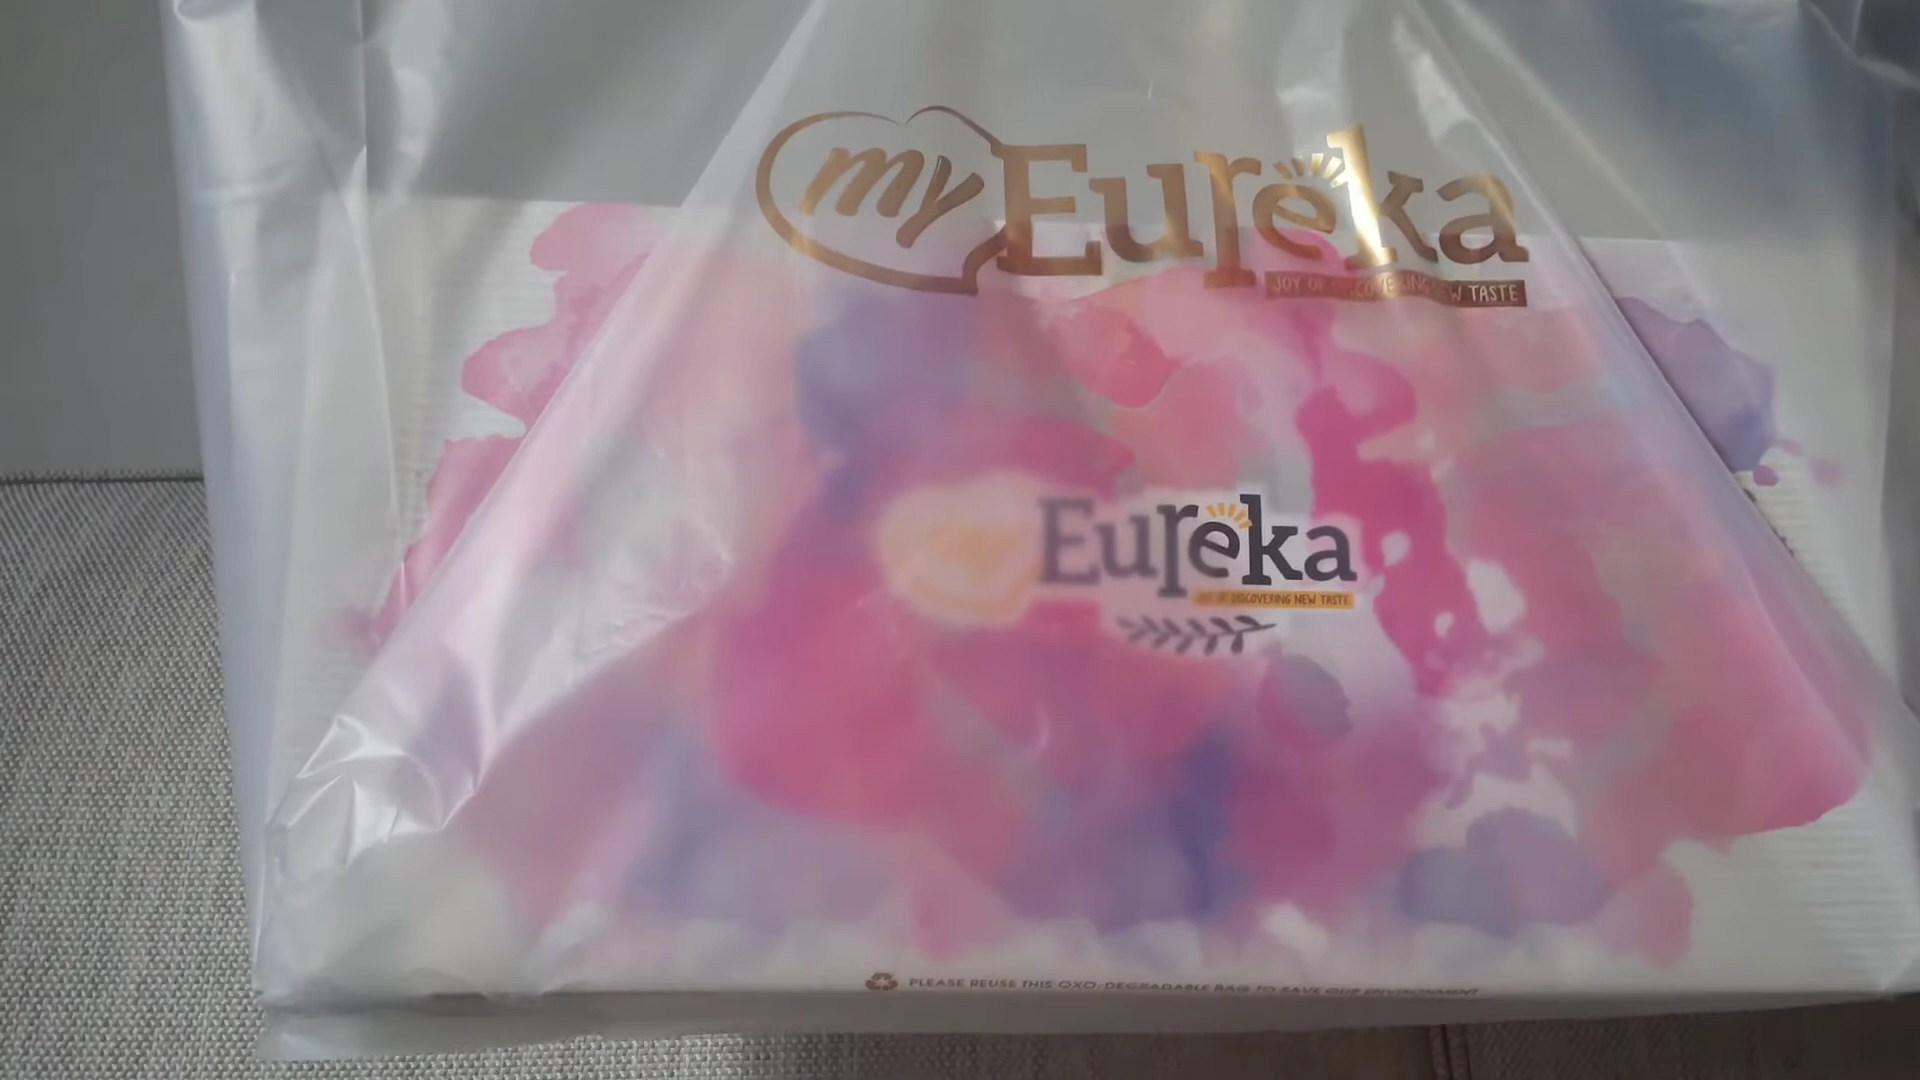 my Eureka
JOY OF DISCOVERING NEW TASTE
Eureka
JOY OF DISCOVERING NEW TASTE
PLEASE REUSE THIS OXO-DEGRADABLE BAG TO SAVE OUR ENVIRONMENT